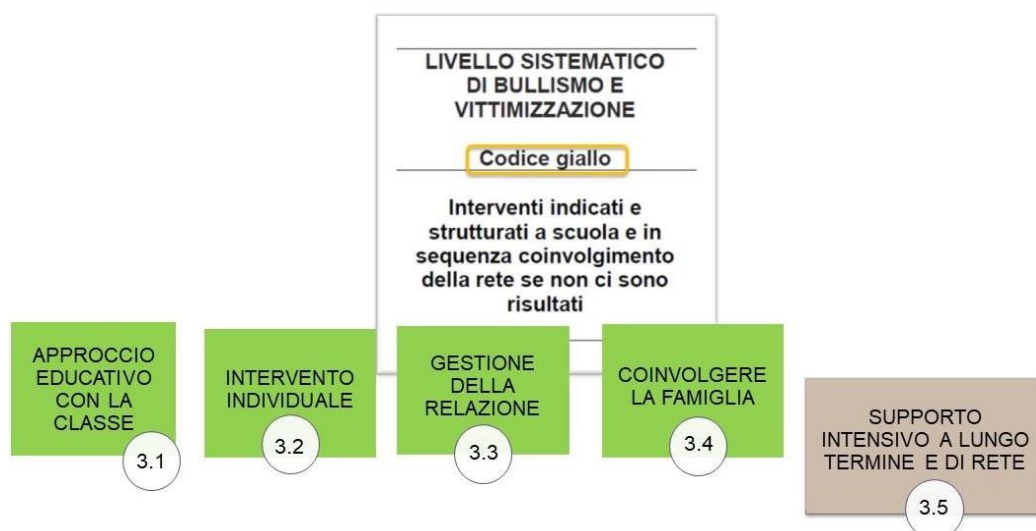 LIVELLO SISTEMATICO
DI BULLISMO E
VITTIMIZZAZIONE
Codice giallo
Interventi indicati e
strutturati a scuola e in
sequenza coinvolgimento
della rete se non ci sono
risultati
APPROCCIO
EDUCATIVO
CON LA
CLASSE
3.1
INTERVENTO
INDIVIDUALE
3.2
GESTIONE
DELLA
RELAZIONE
3.3
COINVOLGERE
LA FAMIGLIA
3.4
SUPPORTO
INTENSIVO A LUNGO
TERMINE E DI RETE
3.5